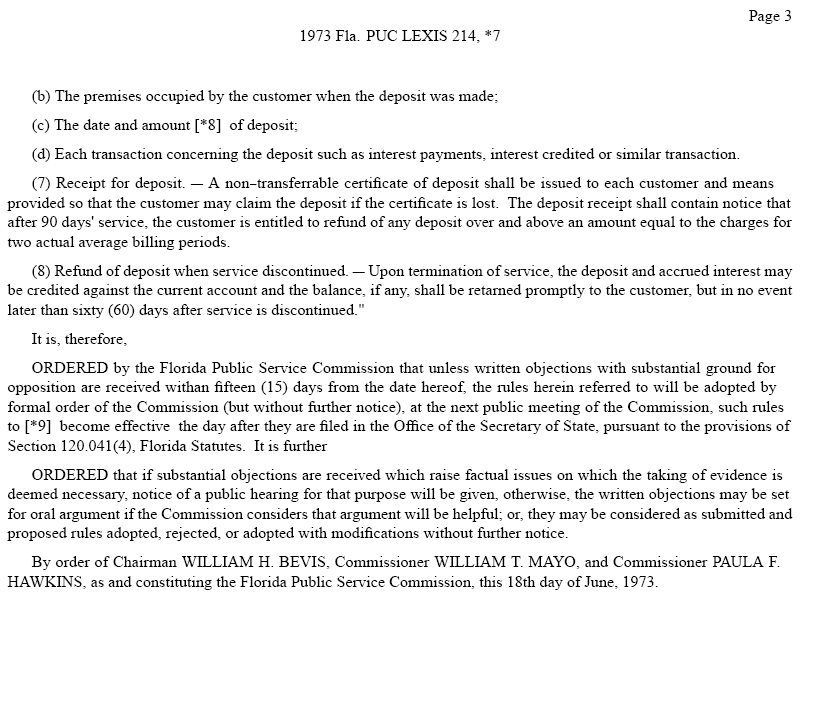 Page 3
1973 Fla. PUC LEXIS 214, *7
(b) The premises occupied by the customer when the deposit was made;
(c) The date and amount [*8] of deposit;
(d) Each transaction concerning the deposit such as interest payments, interest credited or similar transaction.
(7) Receipt for deposit. — A non–transferrable certificate of deposit shall be issued to each customer and means
provided so that the customer may claim the deposit if the certificate is lost. The deposit receipt shall contain notice that
after 90 days' service, the customer is entitled to refund of any deposit over and above an amount equal to the charges for
two actual average billing periods.
(8) Refund of deposit when service discontinued. — Upon termination of service, the deposit and accrued interest may
be credited against the current account and the balance, if any, shall be retarned promptly to the customer, but in no event
later than sixty (60) days after service is discontinued."
It is, therefore,
ORDERED by the Florida Public Service Commission that unless written objections with substantial ground for
opposition are received withan fifteen (15) days from the date hereof, the rules herein referred to will be adopted by
formal order of the Commission (but without further notice), at the next public meeting of the Commission, such rules
to [*9] become effective the day after they are filed in the Office of the Secretary of State, pursuant to the provisions of
Section 120.041(4), Florida Statutes. It is further
ORDERED that if substantial objections are received which raise factual issues on which the taking of evidence is
deemed necessary, notice of a public hearing for that purpose will be given, otherwise, the written objections may be set
for oral argument if the Commission considers that argument will be helpful; or, they may be considered as submitted and
proposed rules adopted, rejected, or adopted with modifications without further notice.
By order of Chairman WILLIAM H. BEVIS, Commissioner WILLIAM T. MAYO, and Commissioner PAULA F.
HAWKINS, as and constituting the Florida Public Service Commission, this 18th day of June, 1973.